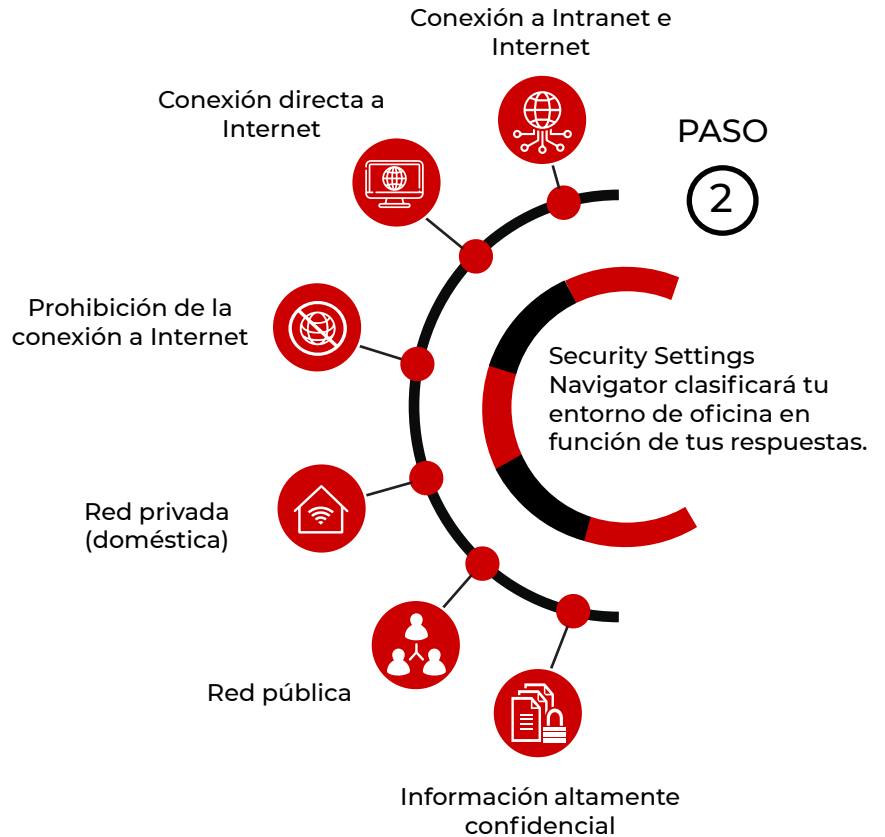 Conexión a Intranet e
Internet
Conexión directa a
Internet
PASO
2
Prohibición de la
conexión a Internet
Security Settings
Navigator clasificará tu
entorno de oficina en
función de tus respuestas.
Red privada
(doméstica)
Red pública
Información altamente
confidencial